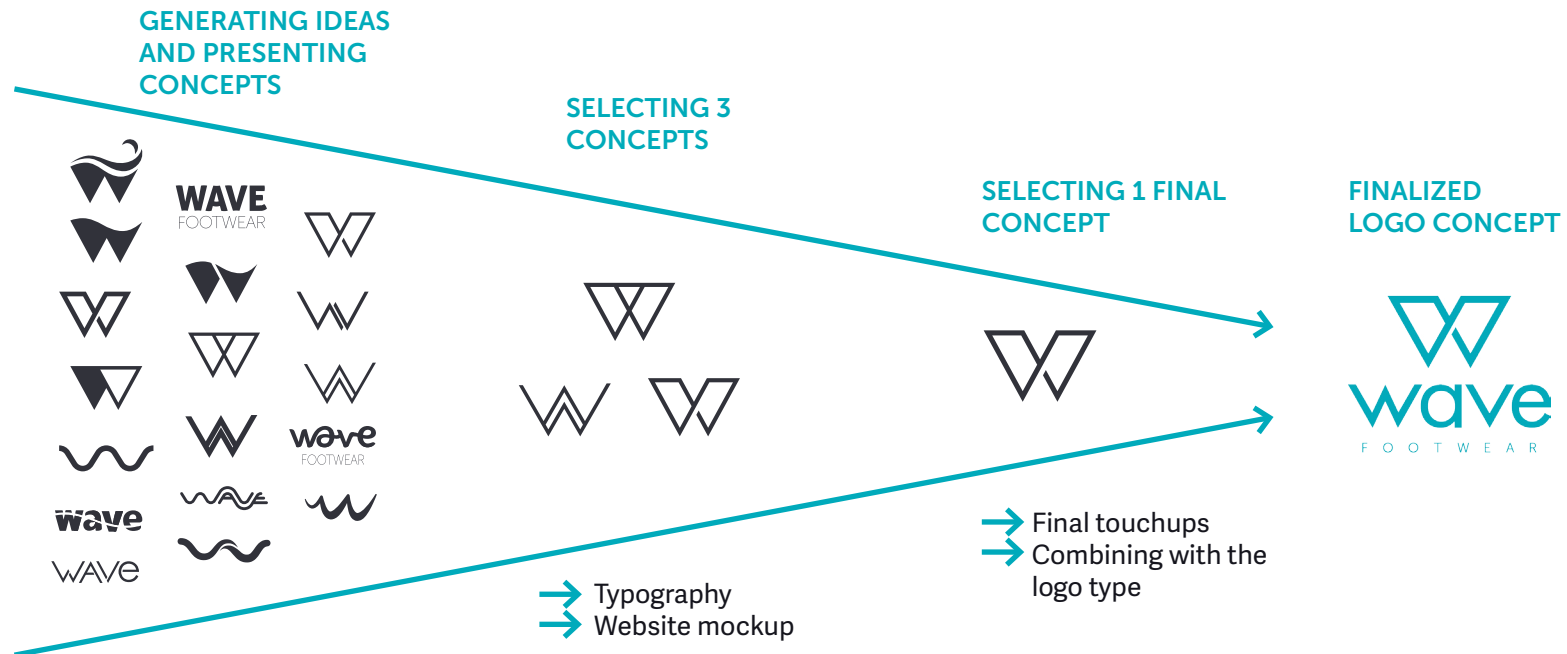 GENERATING IDEAS
AND PRESENTING
CONCEPTS
SELECTING 3
CONCEPTS
SELECTING 1 FINAL
CONCEPT
FINALIZED
LOGO CONCEPT
WAVE
FOOTWEAR
wave
FOOTWEAR
WAVE
wave
WAVe
wave
FOOTWEAR
Typography
Website mockup
Final touchups
Combining with the
logo type